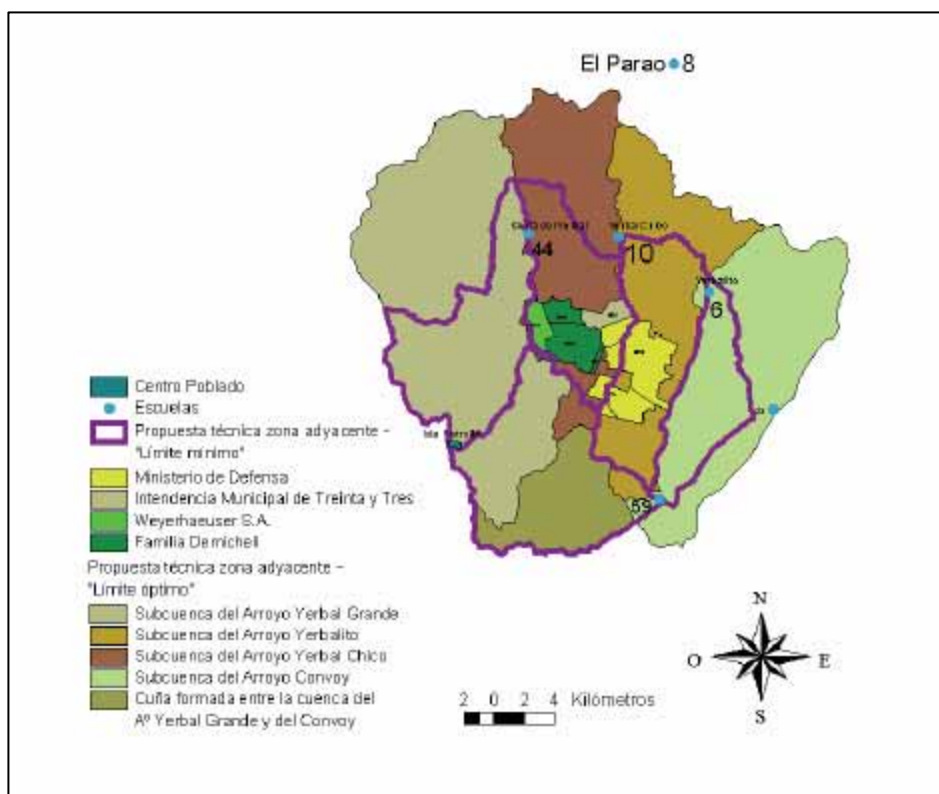 El Parao 8
44
10
6
59
Centro Poblado
Escuelas
Propuesta técnica zona adyacente -
"Límite mínimo"
Ministerio de Defensa
Intendencia Municipal de Treinta y Tres
Weyerhaeuser S.A.
Familia Demicheli
Propuesta técnica zona adyacente -
"Límite óptimo"
Subcuenca del Arroyo Yerbal Grande
Subcuenca del Arroyo Yerbalito
Subcuenca del Arroyo Yerbal Chico
Subcuenca del Arroyo Convoy
Cuña formada entre la cuenca del
Aº Yerbal Grande y del Convoy
N
O
E
S
2 0 2 4 Kilómetros